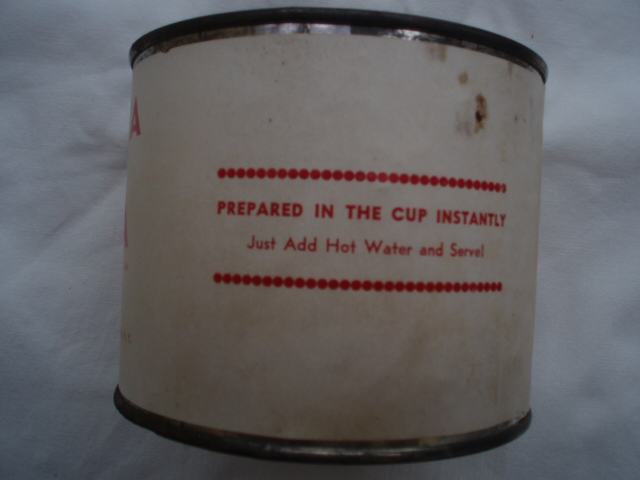 A
PREPARED IN THE CUP INSTANTLY
Just Add Hot Water and Serve!